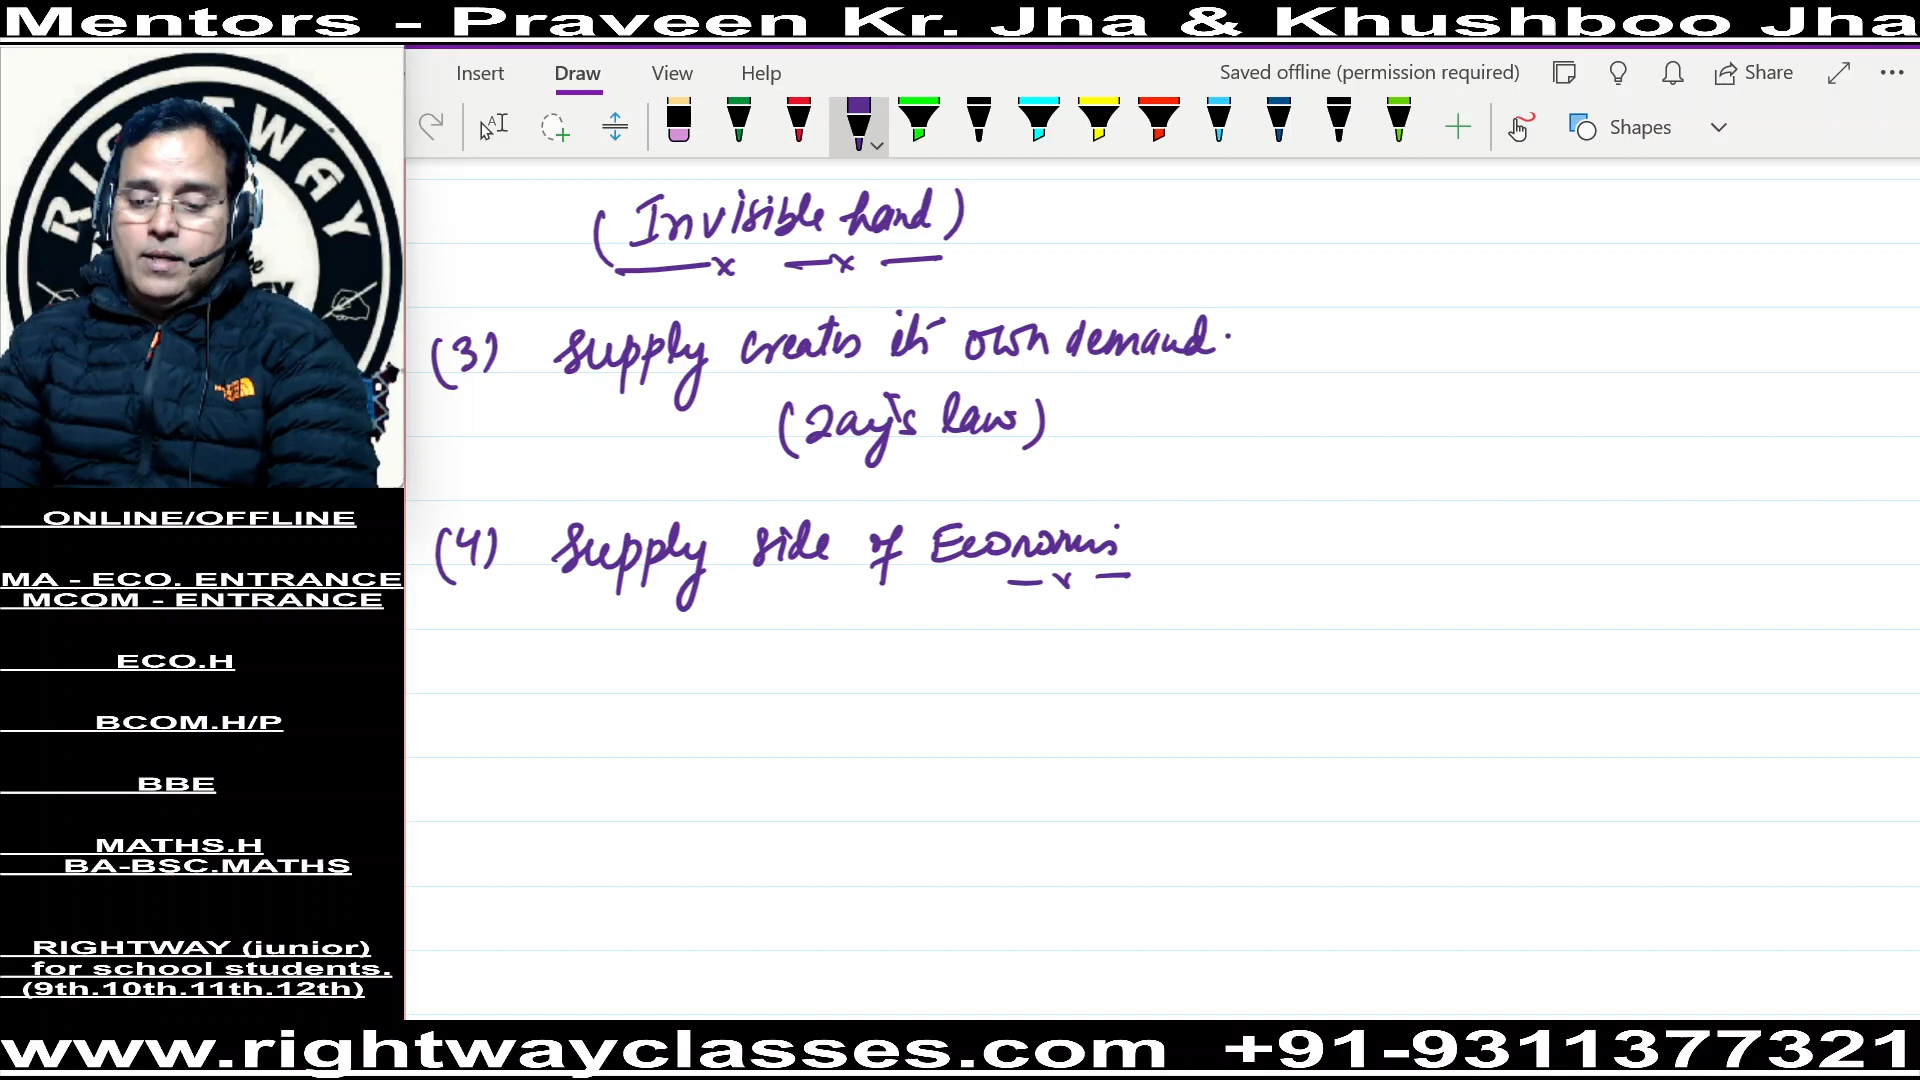 Mentors - Praveen Kr. Jha & Khushboo Jha
RIGHTWAY
Insert Draw View Help Saved offline (permission required) Share
Shapes
(Invisible hand)
(3) Supply creates its own demand.
(Say's law)
(4) Supply side of Economics
ONLINE/OFFLINE
MA - ECO. ENTRANCE
MCOM - ENTRANCE
ECO.H
BCOM.H/P
BBE
MATHS.H
BA-BSC.MATHS
RIGHTWAY (junior)
for school students.
(9th.10th.11th.12th)
www.rightwayclasses.com +91-9311377321